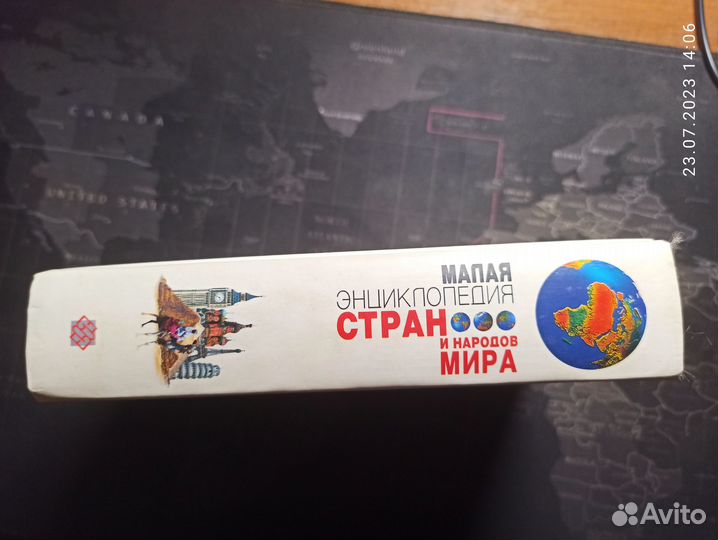 МАЛАЯ
ЭНЦИКЛОПЕДИЯ
СТРАН
И НАРОДОВ
МИРА
CANADA
UNITED STATES
23.07.2023 14:06
Avito